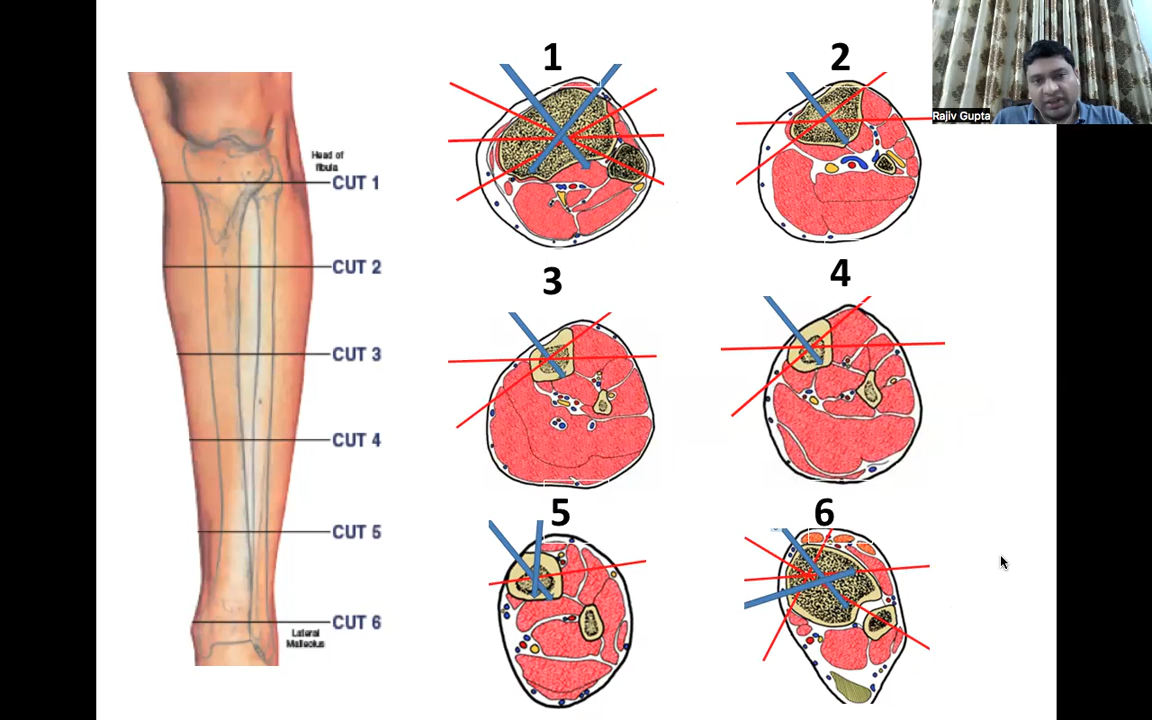 Rajiv Gupta
Head of
fibula
CUT 1
CUT 2
CUT 3
CUT 4
CUT 5
CUT 6
Lateral
Malleolus
1
2
3
4
5
6